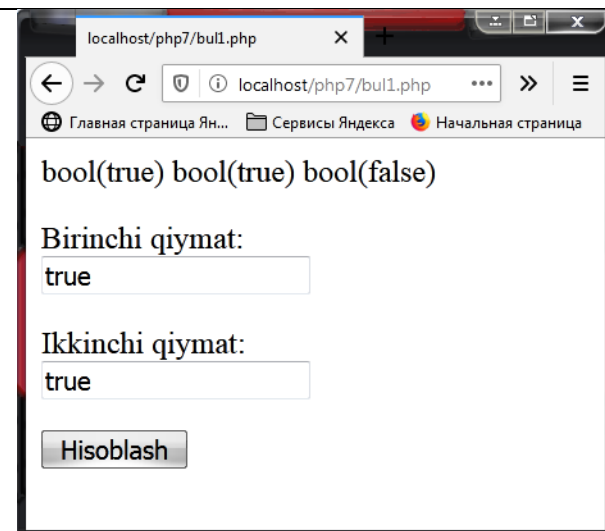 localhost/php7/bul1.php
localhost/php7/bul1.php
Главная страница Ян... Сервисы Яндекса Начальная страница
bool(true) bool(true) bool(false)
Birinchi qiymat:
true
Ikkinchi qiymat:
true
Hisoblash